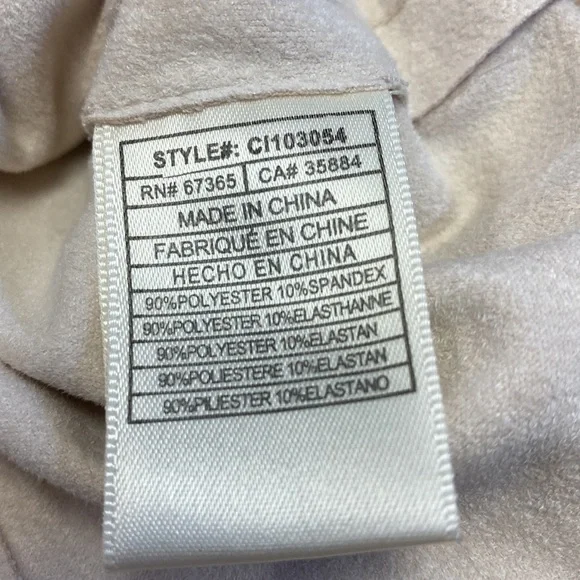 STYLE#: CI103054
RN# 67365 CA# 35884
MADE IN CHINA
FABRIQUÉ EN CHINE
HECHO EN CHINA
90%POLYESTER 10%SPANDEX
90%POLYESTER 10%ELASTHANNE
90%POLYESTER 10%ELASTAN
90%POLIESTERE 10%ELASTAN
90%PILIESTER 10%ELASTANO